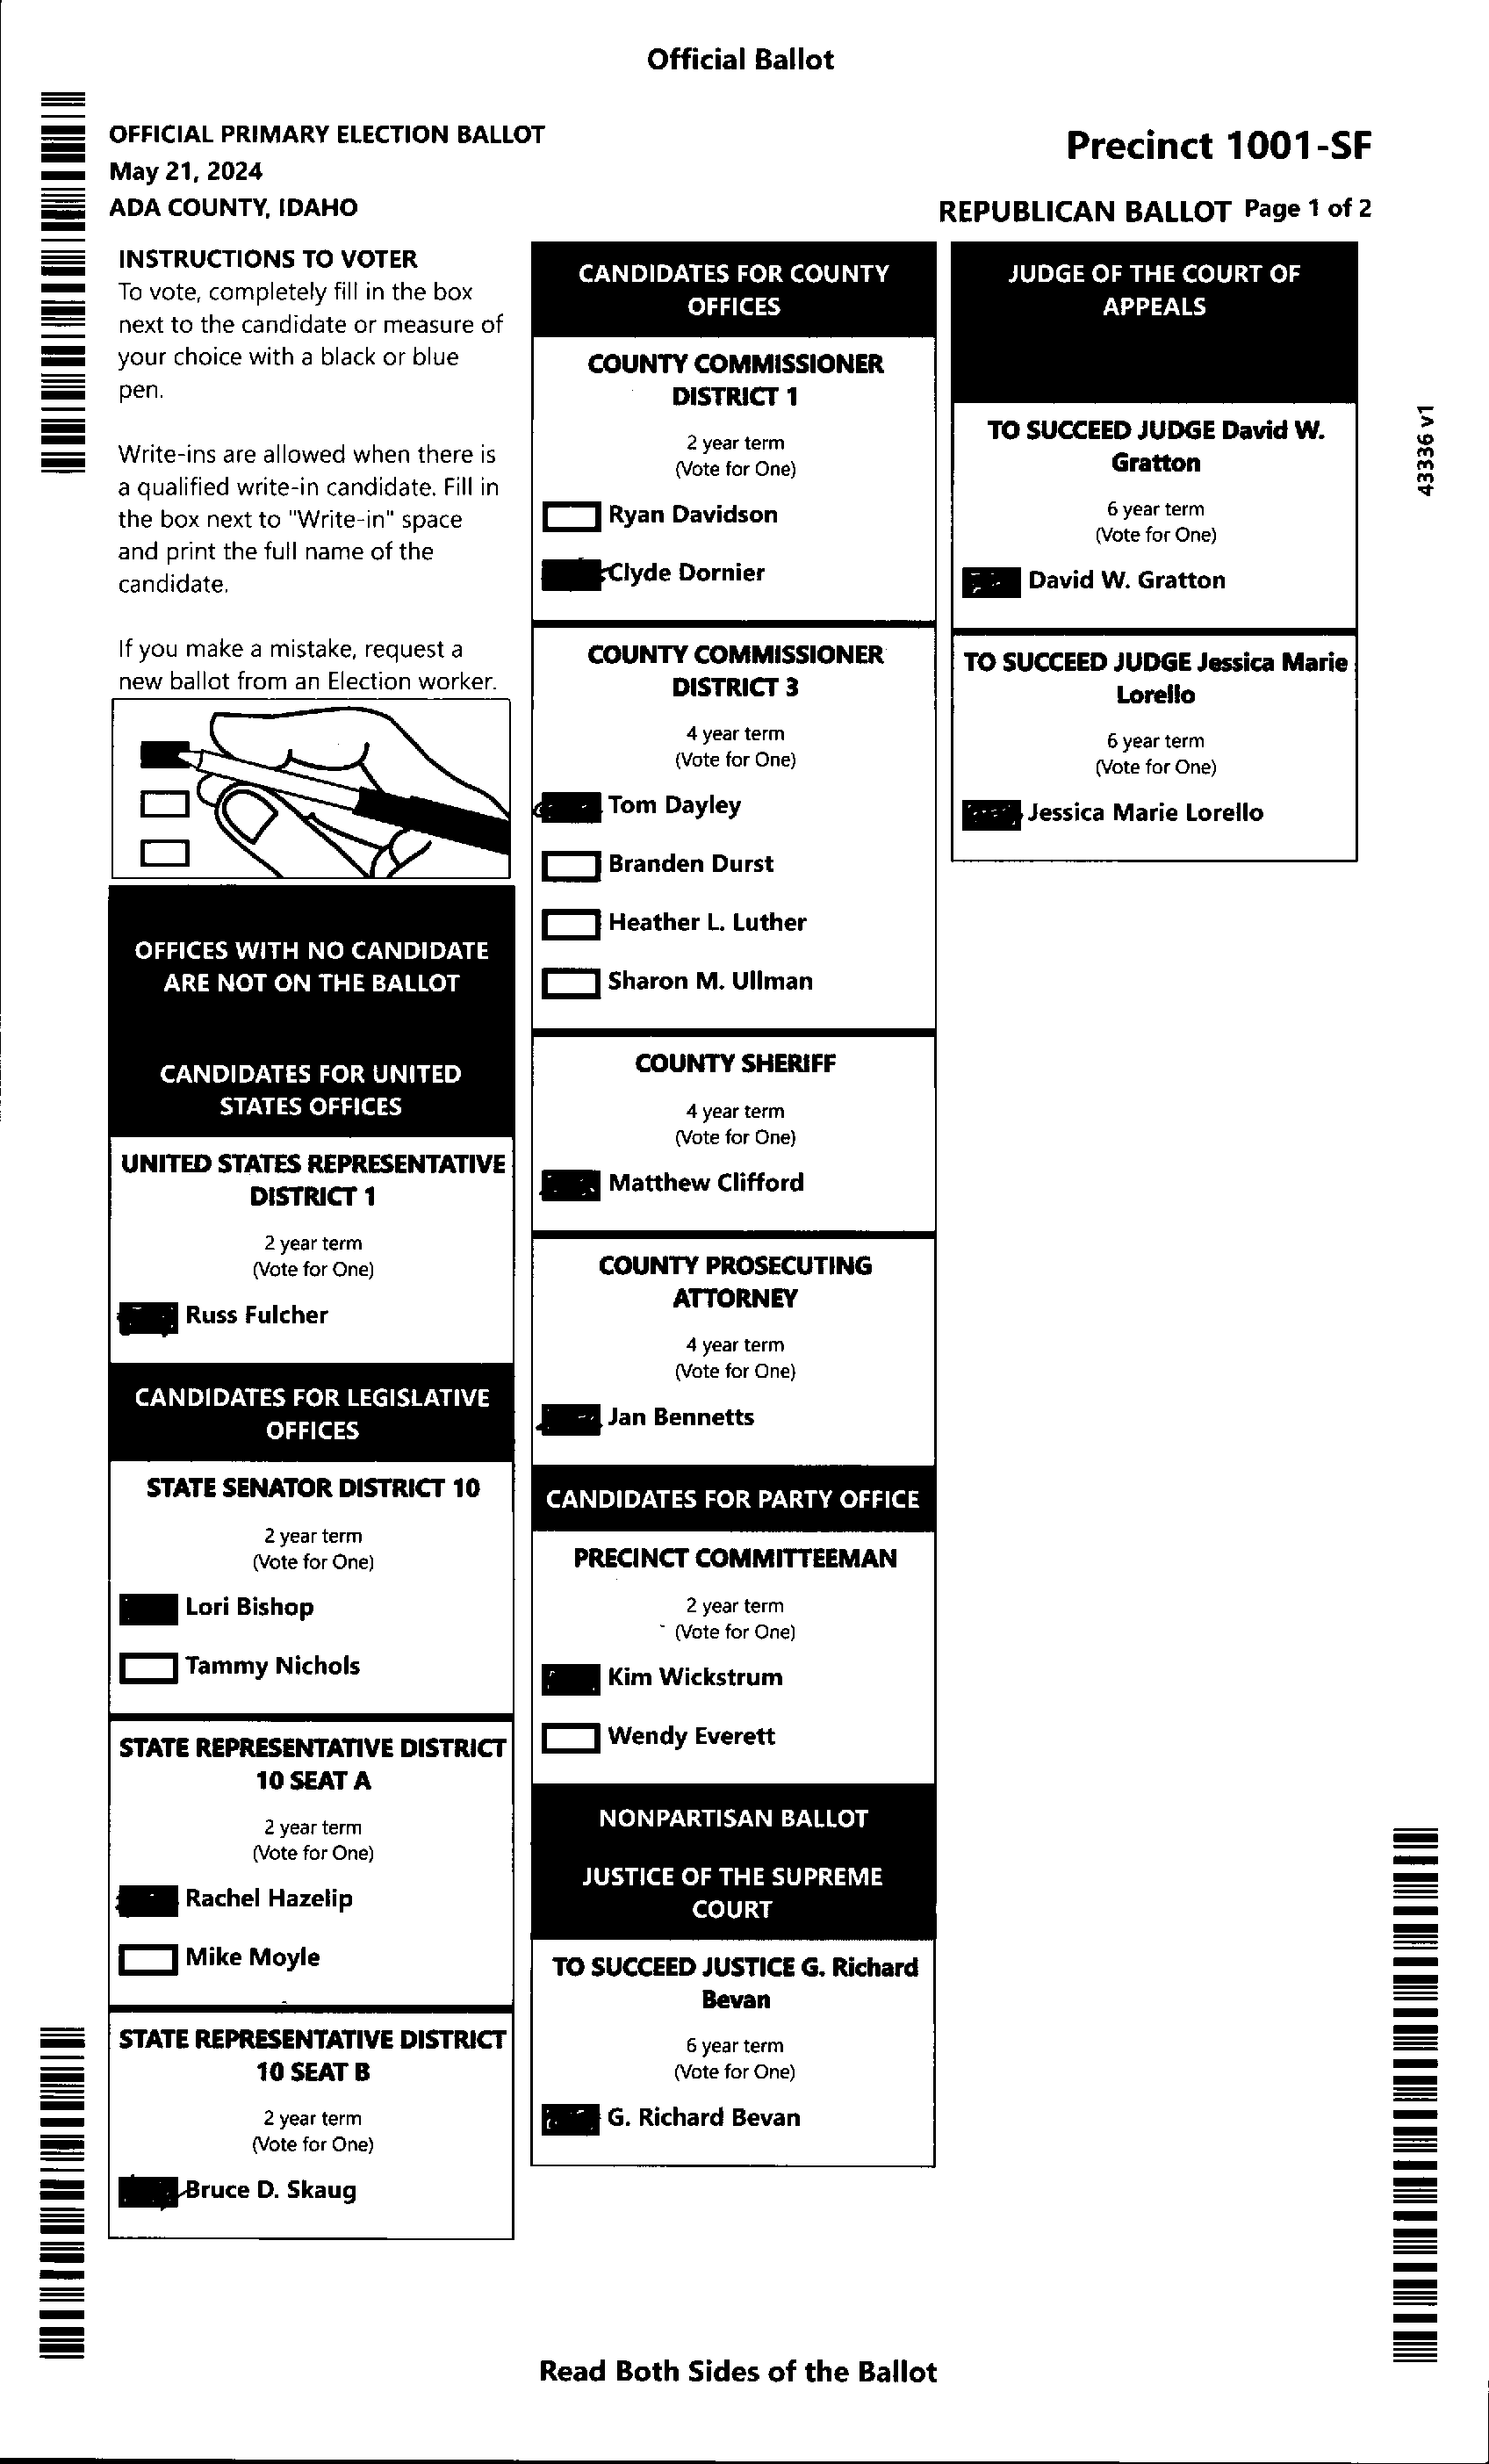 Official Ballot
OFFICIAL PRIMARY ELECTION BALLOT
May 21, 2024
ADA COUNTY, IDAHO
Precinct 1001-SF
REPUBLICAN BALLOT Page 1 of 2
INSTRUCTIONS TO VOTER
To vote, completely fill in the box
next to the candidate or measure of
your choice with a black or blue
pen.
Write-ins are allowed when there is
a qualified write-in candidate. Fill in
the box next to "Write-in" space
and print the full name of the
candidate.
If you make a mistake, request a
new ballot from an Election worker.
OFFICES WITH NO CANDIDATE
ARE NOT ON THE BALLOT
CANDIDATES FOR UNITED
STATES OFFICES
UNITED STATES REPRESENTATIVE
DISTRICT 1
2 year term
(Vote for One)
Russ Fulcher
CANDIDATES FOR LEGISLATIVE
OFFICES
STATE SENATOR DISTRICT 10
2 year term
(Vote for One)
Lori Bishop
Tammy Nichols
STATE REPRESENTATIVE DISTRICT
10 SEAT A
2 year term
(Vote for One)
Rachel Hazelip
Mike Moyle
STATE REPRESENTATIVE DISTRICT
10 SEAT B
2 year term
(Vote for One)
Bruce D. Skaug
CANDIDATES FOR COUNTY
OFFICES
COUNTY COMMISSIONER
DISTRICT 1
2 year term
(Vote for One)
Ryan Davidson
Clyde Dornier
COUNTY COMMISSIONER
DISTRICT 3
4 year term
(Vote for One)
Tom Dayley
Branden Durst
Heather L. Luther
Sharon M. Ullman
COUNTY SHERIFF
4 year term
(Vote for One)
Matthew Clifford
COUNTY PROSECUTING
ATTORNEY
4 year term
(Vote for One)
Jan Bennetts
CANDIDATES FOR PARTY OFFICE
PRECINCT COMMITTEEMAN
2 year term
(Vote for One)
Kim Wickstrum
Wendy Everett
NONPARTISAN BALLOT
JUSTICE OF THE SUPREME
COURT
TO SUCCEED JUSTICE G. Richard
Bevan
6 year term
(Vote for One)
G. Richard Bevan
JUDGE OF THE COURT OF
APPEALS
TO SUCCEED JUDGE David W.
Gratton
6 year term
(Vote for One)
David W. Gratton
TO SUCCEED JUDGE Jessica Marie
Lorello
6 year term
(Vote for One)
Jessica Marie Lorello
43336 v1
Read Both Sides of the Ballot